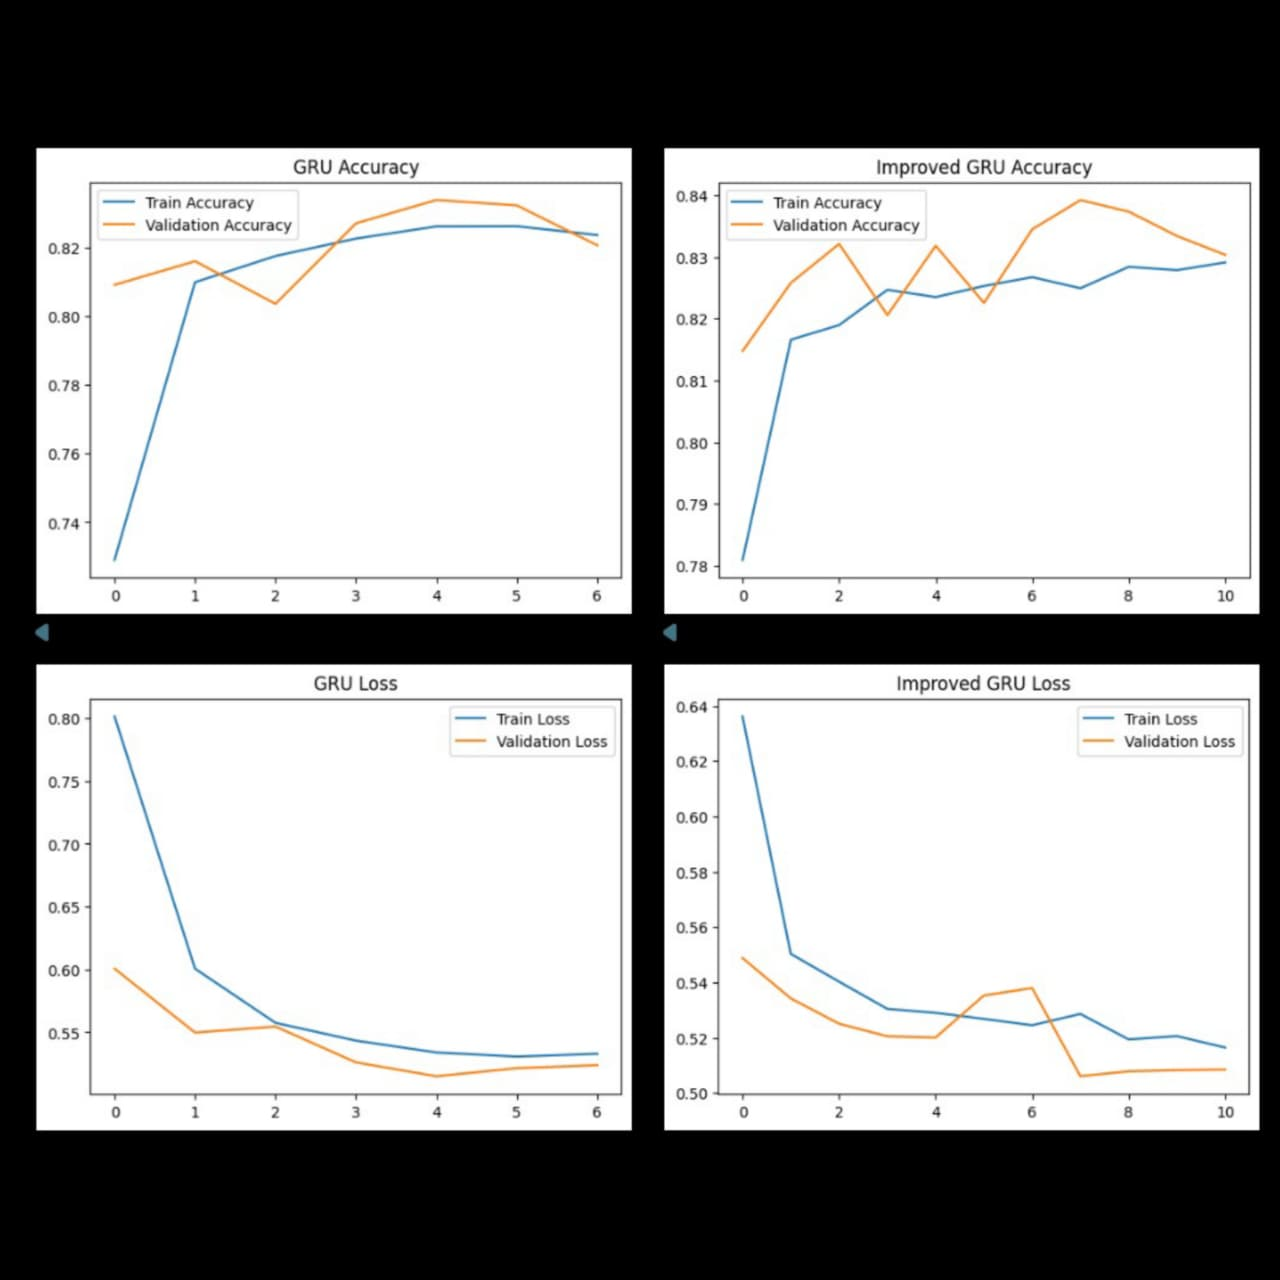 GRU Accuracy
Train Accuracy
Validation Accuracy
0.82
0.80
0.78
0.76
0.74
0 1 2 3 4 5 6
Improved GRU Accuracy
Train Accuracy
Validation Accuracy
0.84
0.83
0.82
0.81
0.80
0.79
0.78
0 2 4 6 8 10
GRU Loss
Train Loss
Validation Loss
0.80
0.75
0.70
0.65
0.60
0.55
0 1 2 3 4 5 6
Improved GRU Loss
Train Loss
Validation Loss
0.64
0.62
0.60
0.58
0.56
0.54
0.52
0.50
0 2 4 6 8 10